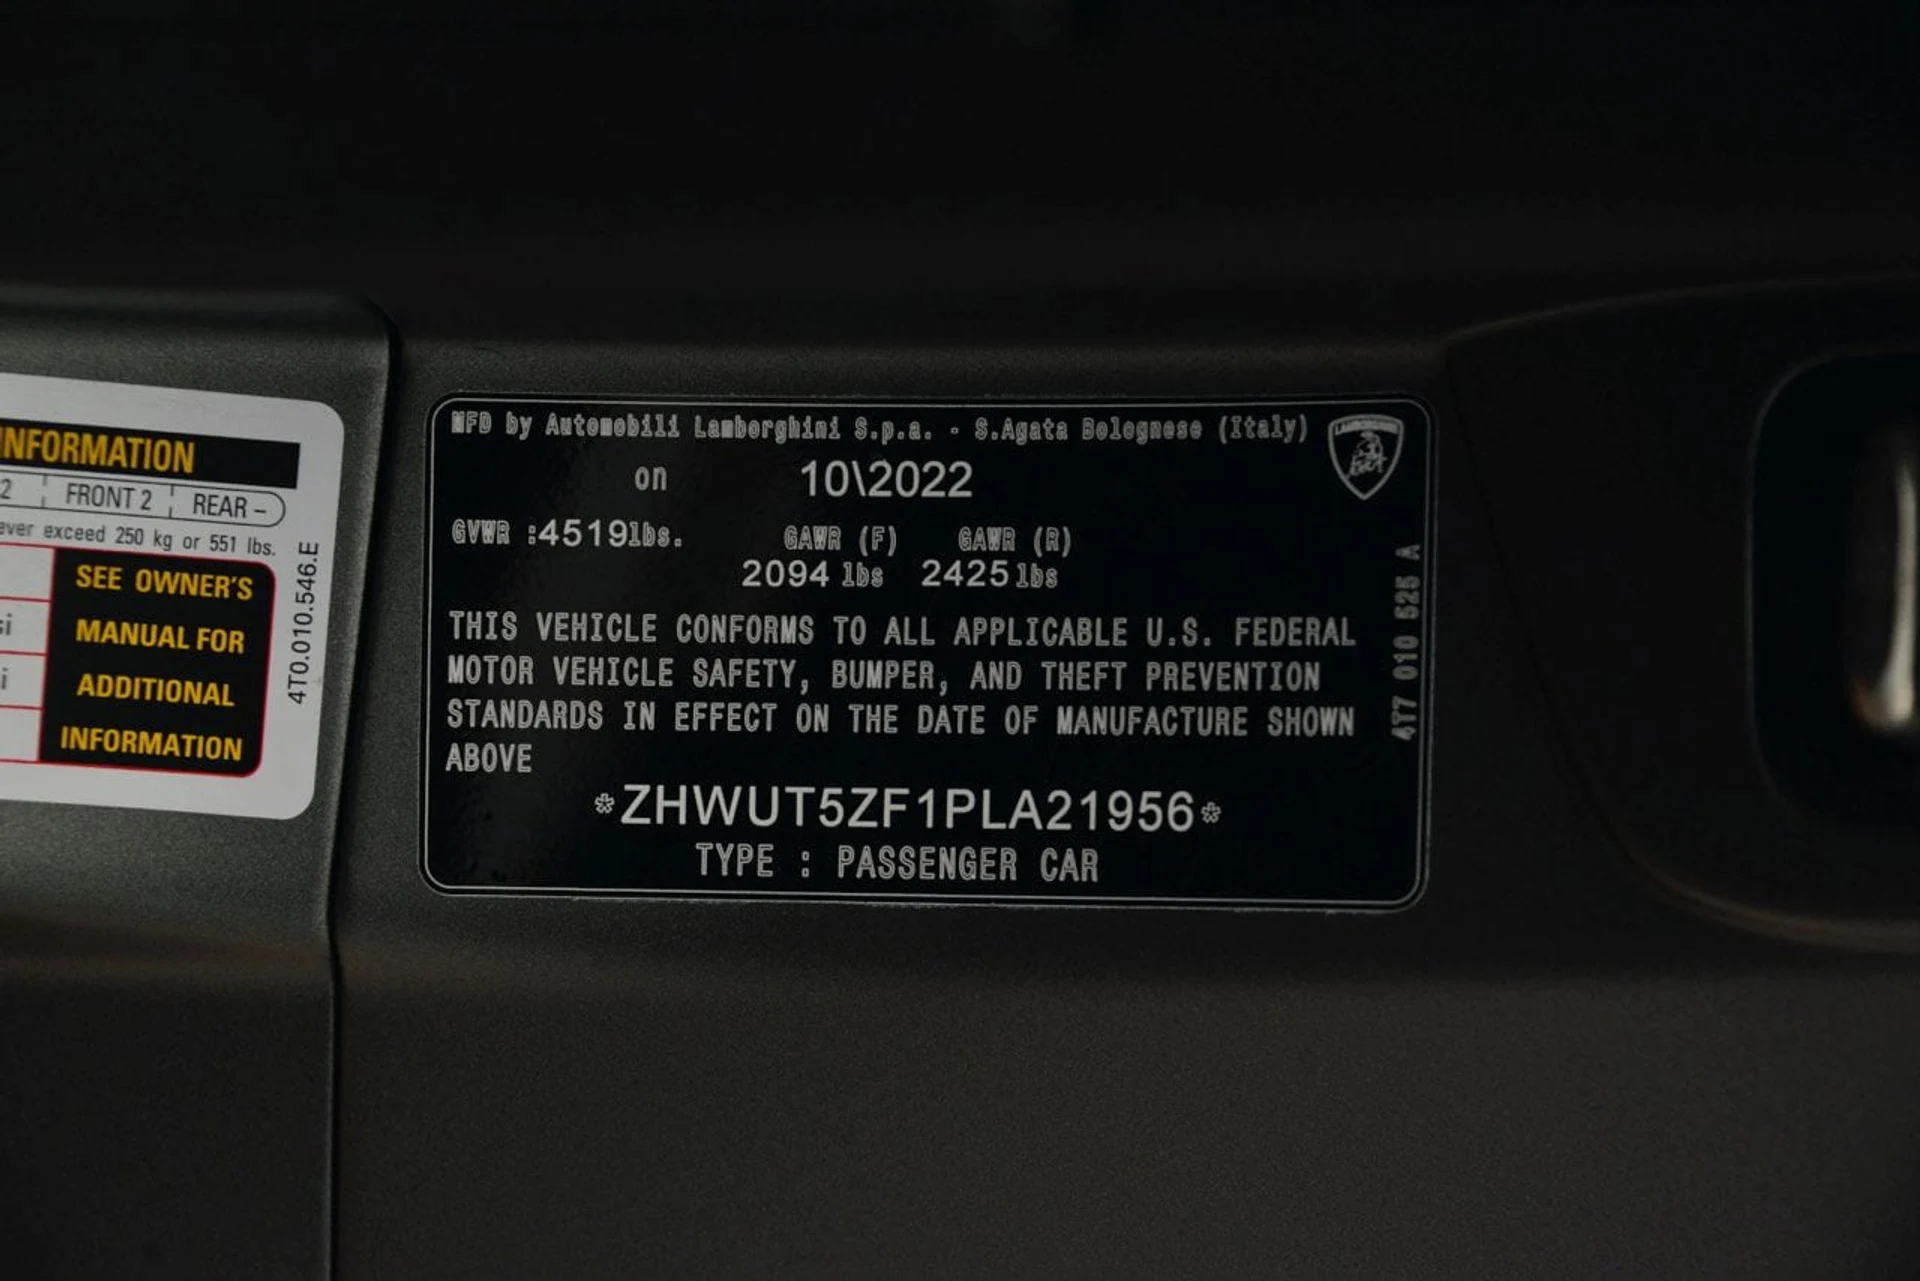 INFORMATION
2 FRONT 2 REAR –
ever exceed 250 kg or 551 lbs.
SEE OWNER'S
MANUAL FOR
ADDITIONAL
INFORMATION
4T0.010.546.E
MFD by Automobili Lamborghini S.p.a. - S.Agata Bolognese (Italy)
on 10\2022
GVWR :4519lbs. GAWR (F) GAWR (R)
2094 lbs 2425 lbs
THIS VEHICLE CONFORMS TO ALL APPLICABLE U.S. FEDERAL
MOTOR VEHICLE SAFETY, BUMPER, AND THEFT PREVENTION
STANDARDS IN EFFECT ON THE DATE OF MANUFACTURE SHOWN
ABOVE
*ZHWUT5ZF1PLA21956*
TYPE : PASSENGER CAR
LAMBORGHINI
4T7 010 525 A